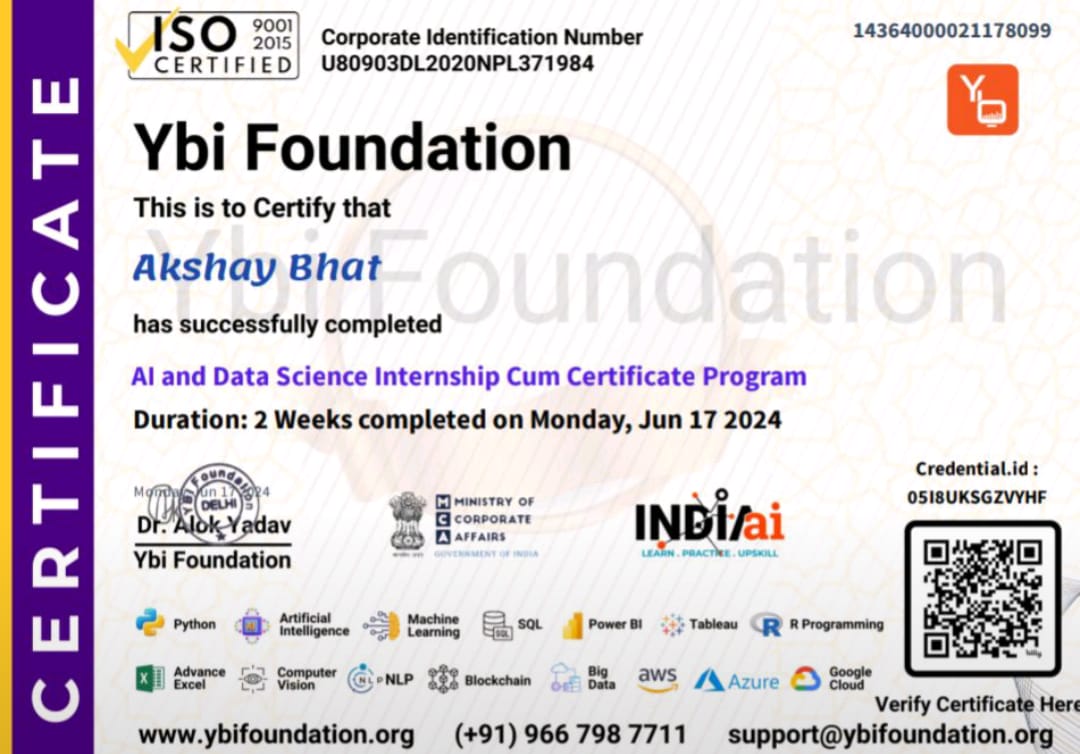 ISO 9001
2015
CERTIFIED
Corporate Identification Number
U80903DL2020NPL371984
14364000021178099
Ybi Foundation
This is to Certify that
Akshay Bhat
Ybi Foundation
has successfully completed
AI and Data Science Internship Cum Certificate Program
Duration: 2 Weeks completed on Monday, Jun 17 2024
CERTIFICATE
Credential.id :
05I8UKSGZVYHF
Ybi Foundation
DELHI
Dr. Alok Yadav
Ybi Foundation
MINISTRY OF
CORPORATE
AFFAIRS
GOVERNMENT OF INDIA
INDIAai
LEARN . PRACTICE . UPSKILL
Python
Artificial
Intelligence
Machine
Learning
SQL
SQL
Power BI
Tableau
R Programming
Advance
Excel
Computer
Vision
NLP
Blockchain
Big
Data
aws
Azure
Google
Cloud
Verify Certificate Here
www.ybifoundation.org
(+91) 966 798 7711
support@ybifoundation.org